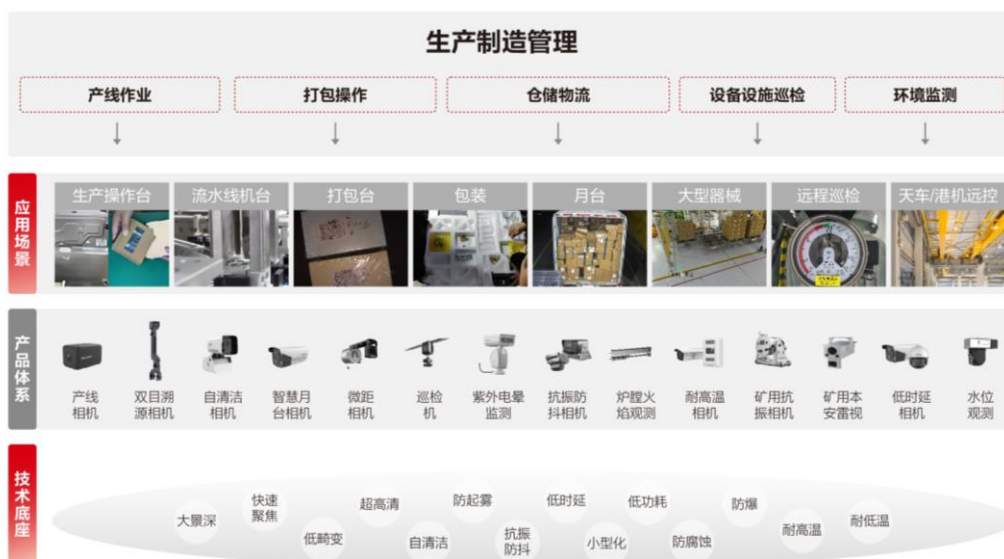 生产制造管理
产线作业
打包操作
仓储物流
设备设施巡检
环境监测
应用场景
生产操作台
流水线机台
打包台
包装
月台
大型器械
远程巡检
天车/港机远控
产品体系
产线
相机
双目溯
源相机
自清洁
相机
智慧月
台相机
微距
相机
巡检
机
紫外电晕
监测
抗振防
抖相机
炉膛火
焰观测
耐高温
相机
矿用抗
振相机
矿用本
安雷视
低时延
相机
水位
观测
技术底座
大景深
快速
聚焦
低畸变
超高清
自清洁
防起雾
抗振
防抖
低时延
小型化
低功耗
防腐蚀
防爆
耐高温
耐低温